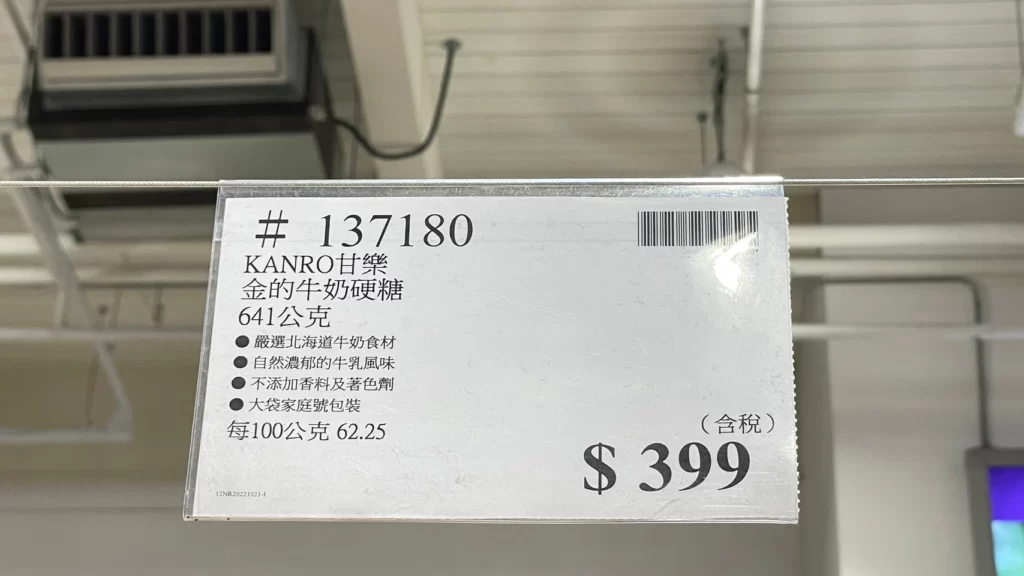 # 137180
KANRO甘樂
金的牛奶硬糖
641公克
●嚴選北海道牛奶食材
●自然濃郁的牛乳風味
●不添加香料及著色劑
●大袋家庭號包裝
每100公克 62.25
（含稅）
$ 399
12NR20221021-1